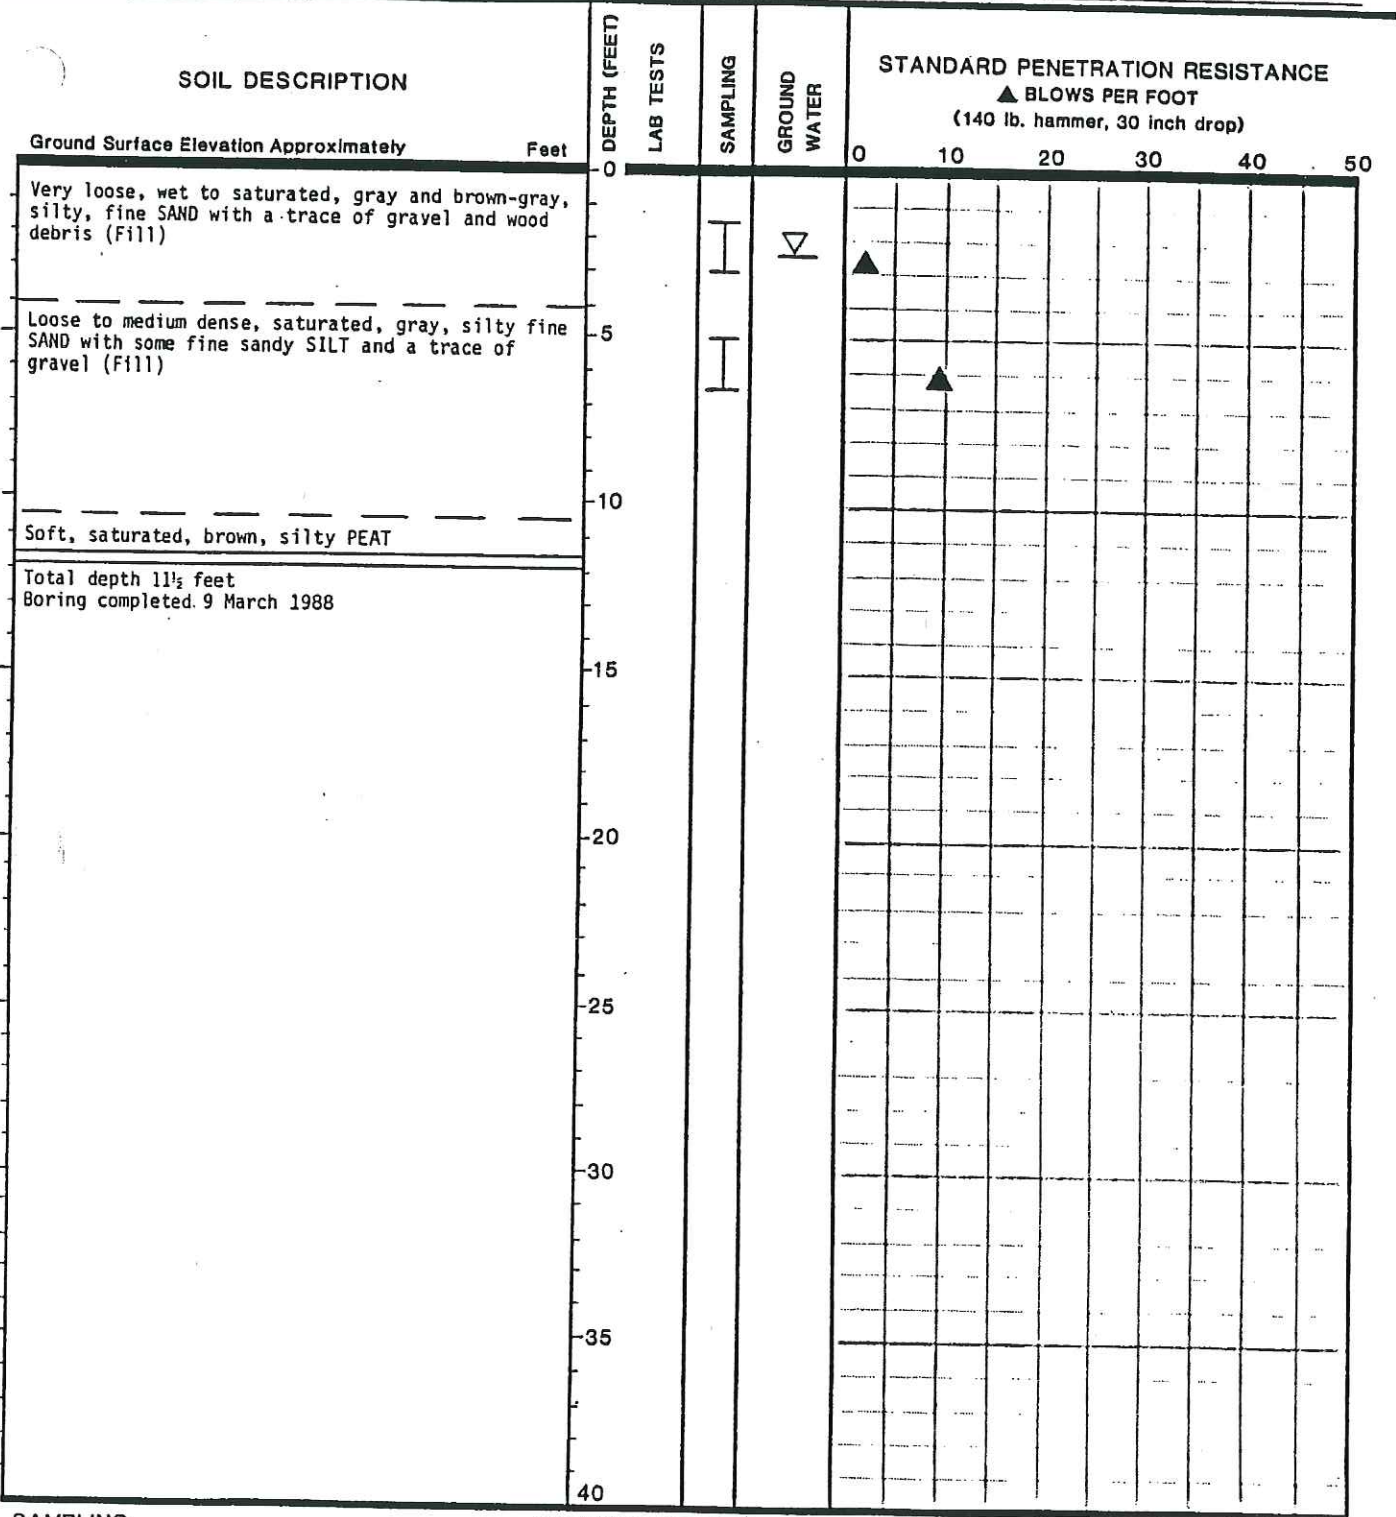 SOIL DESCRIPTION
Ground Surface Elevation Approximately Feet
DEPTH (FEET)
LAB TESTS
SAMPLING
GROUND
WATER
STANDARD PENETRATION RESISTANCE
▲ BLOWS PER FOOT
(140 lb. hammer, 30 inch drop)
0 10 20 30 40 50
0
Very loose, wet to saturated, gray and brown-gray,
silty, fine SAND with a trace of gravel and wood
debris (Fill)
Loose to medium dense, saturated, gray, silty fine
SAND with some fine sandy SILT and a trace of
gravel (Fill)
5
10
Soft, saturated, brown, silty PEAT
Total depth 11½ feet
Boring completed 9 March 1988
15
20
25
30
35
40